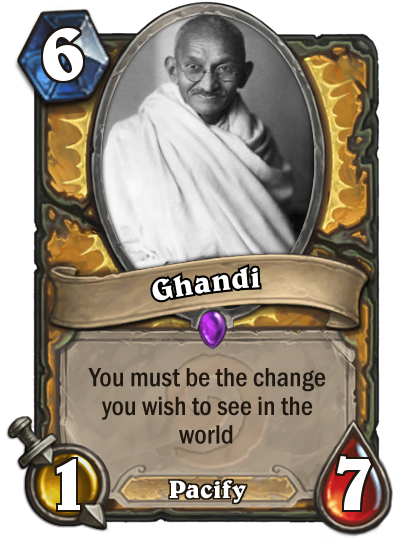 6
Ghandi
You must be the change
you wish to see in the
world
1
Pacify
7